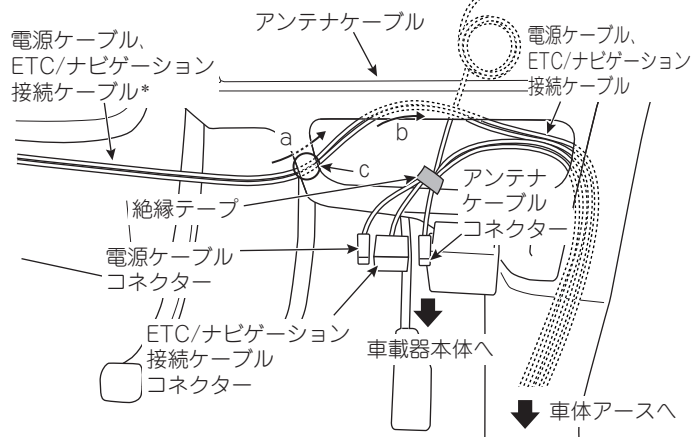 アンテナケーブル
電源ケーブル、
ETC/ナビゲーション
接続ケーブル*
電源ケーブル、
ETC/ナビゲーション
接続ケーブル
a
b
c
絶縁テープ
アンテナ
ケーブル
コネクター
電源ケーブル
コネクター
ETC/ナビゲーション
接続ケーブル
コネクター
車載器本体へ
車体アースへ